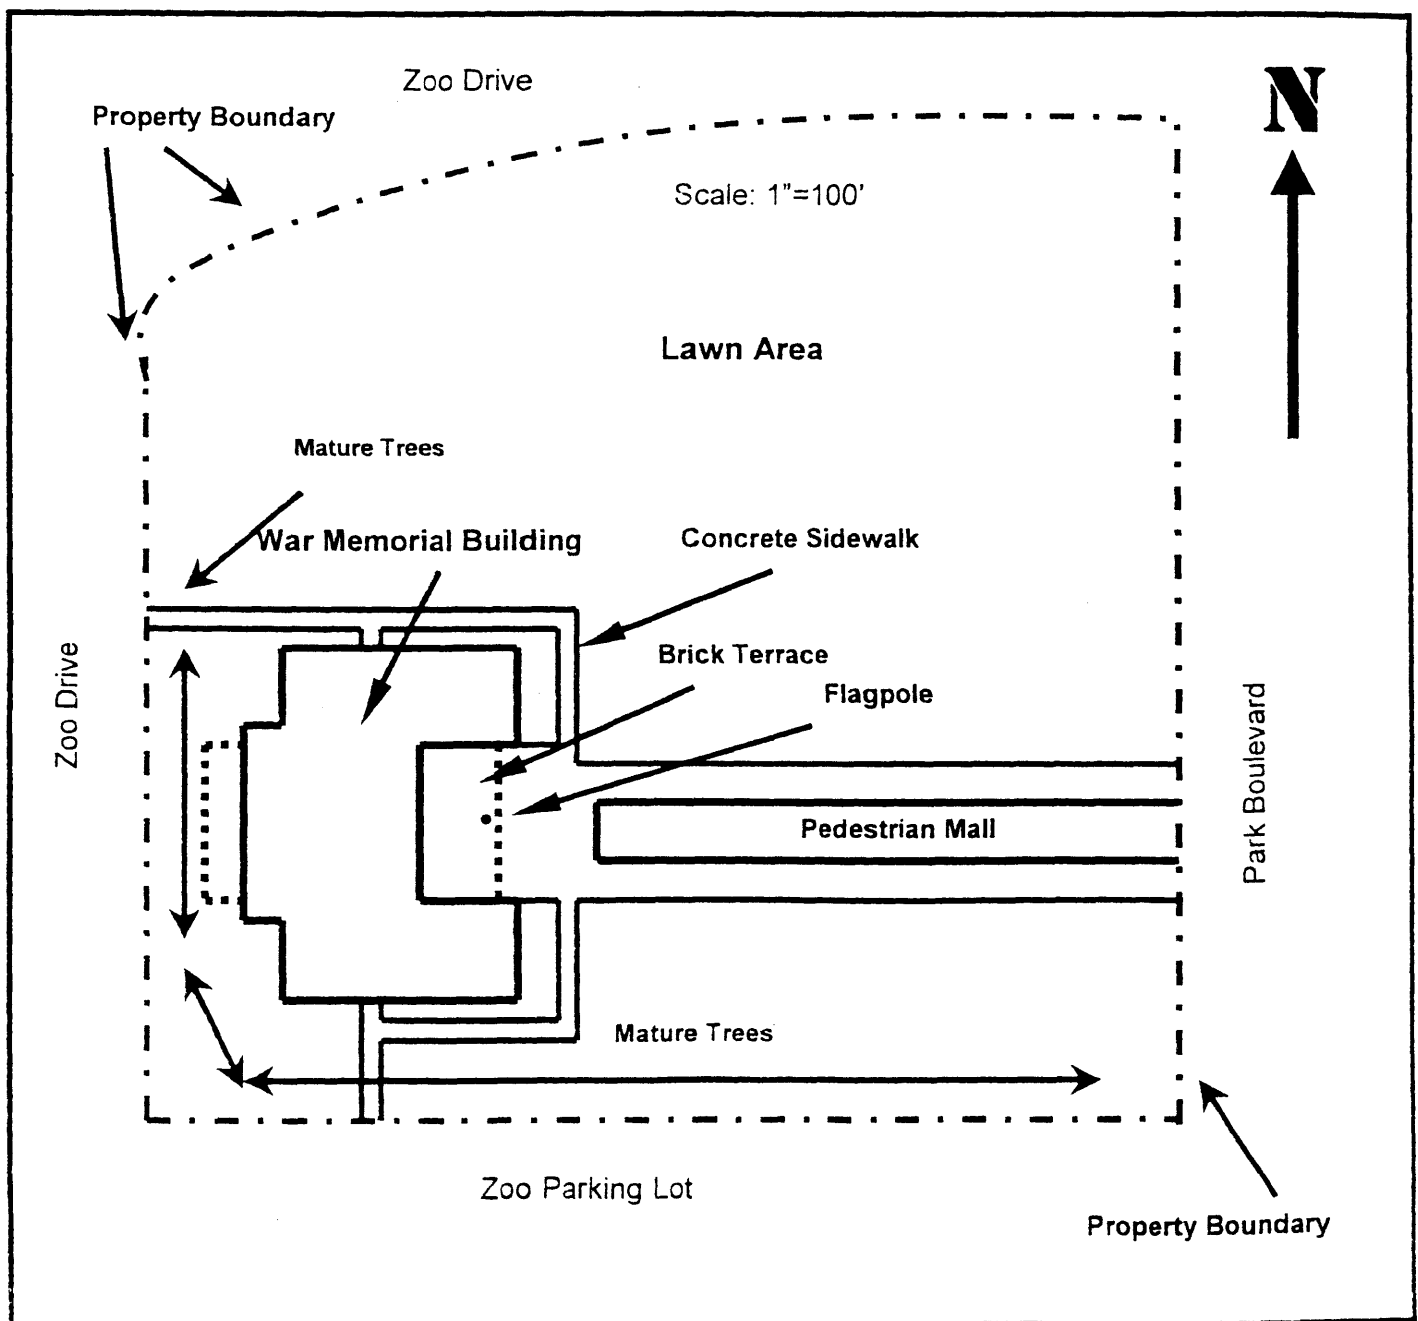 Zoo Drive
N
Property Boundary
Scale: 1"=100'
Lawn Area
Mature Trees
War Memorial Building
Concrete Sidewalk
Brick Terrace
Flagpole
Zoo Drive
Park Boulevard
Pedestrian Mall
Mature Trees
Zoo Parking Lot
Property Boundary